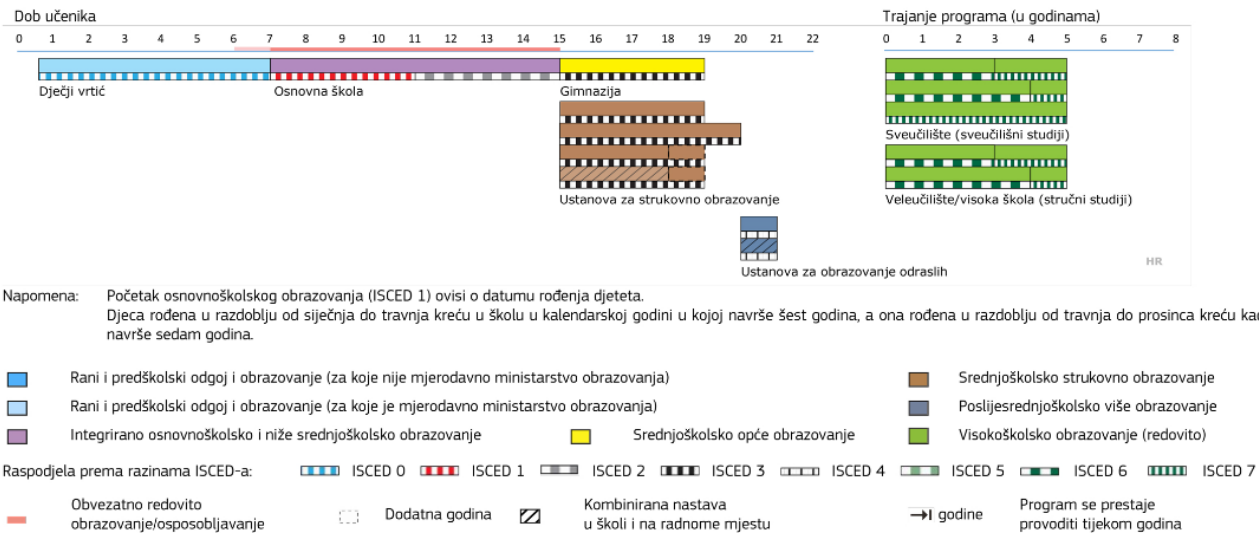 Dob učenika
Trajanje programa (u godinama)
0 1 2 3 4 5 6 7 8 9 10 11 12 13 14 15 16 17 18 19 20 21 22
0 1 2 3 4 5 6 7 8
Dječji vrtić
Osnovna škola
Gimnazija
Sveučilište (sveučilišni studiji)
Ustanova za strukovno obrazovanje
Veleučilište/visoka škola (stručni studiji)
Ustanova za obrazovanje odraslih
HR
Napomena: Početak osnovnoškolskog obrazovanja (ISCED 1) ovisi o datumu rođenja djeteta.
Djeca rođena u razdoblju od siječnja do travnja kreću u školu u kalendarskoj godini u kojoj navrše šest godina, a ona rođena u razdoblju od travnja do prosinca kreću
navrše sedam godina.
Rani i predškolski odgoj i obrazovanje (za koje nije mjerodavno ministarstvo obrazovanja)
Srednjoškolsko strukovno obrazovanje
Rani i predškolski odgoj i obrazovanje (za koje je mjerodavno ministarstvo obrazovanja)
Poslijesrednjoškolsko više obrazovanje
Integrirano osnovnoškolsko i niže srednjoškolsko obrazovanje
Srednjoškolsko opće obrazovanje
Visokoškolsko obrazovanje (redovito)
Raspodjela prema razinama ISCED-a: ISCED 0 ISCED 1 ISCED 2 ISCED 3 ISCED 4 ISCED 5 ISCED 6 ISCED 7
Obvezatno redovito
obrazovanje/osposobljavanje
Dodatna godina
Kombinirana nastava
u školi i na radnome mjestu
godine
Program se prestaje
provoditi tijekom godina